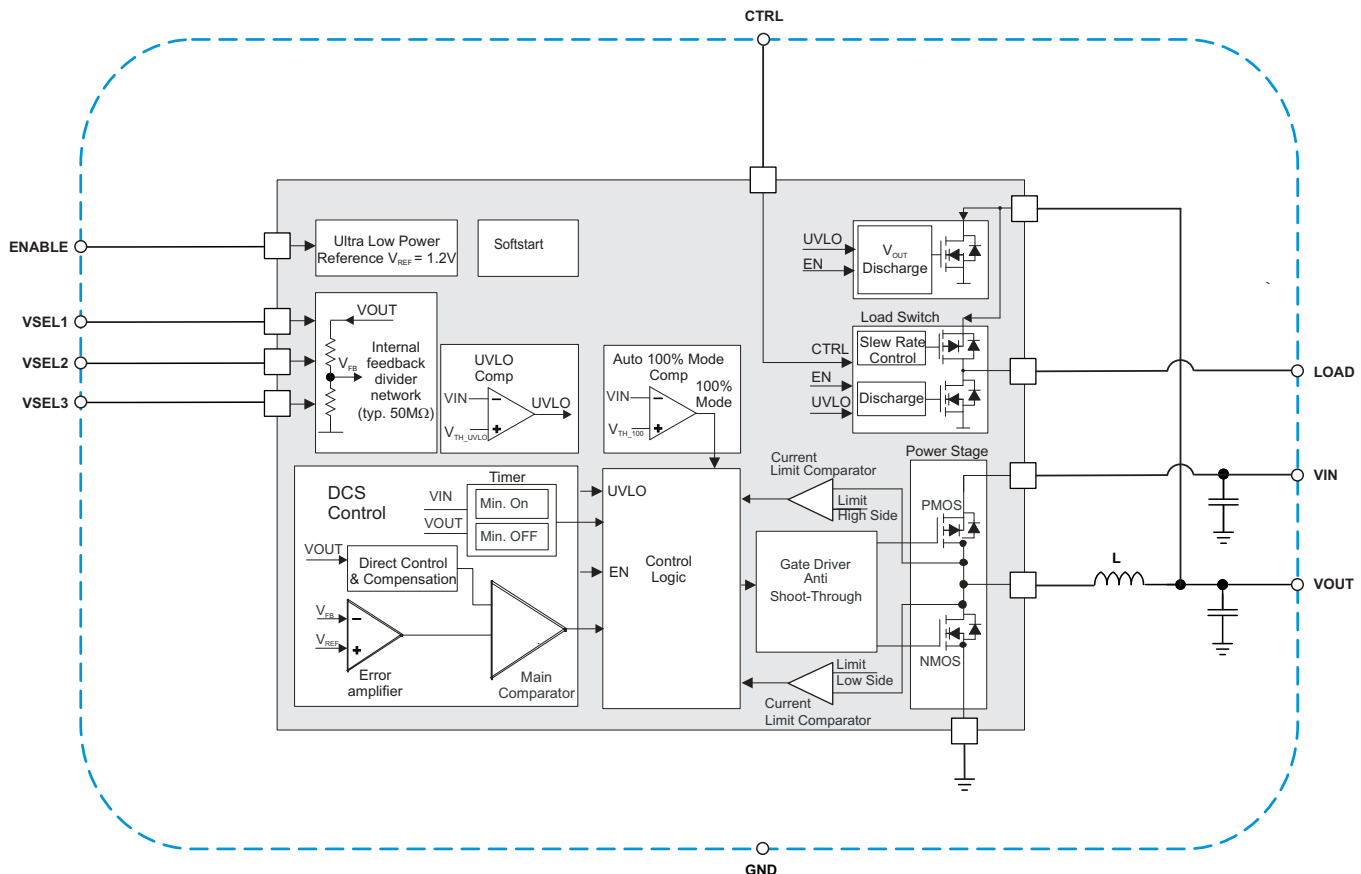 CTRL
ENABLE
VSEL1
VSEL2
VSEL3
Ultra Low Power
Reference VREF = 1.2V
Softstart
VOUT
VFB
Internal
feedback
divider
network
(typ. 50MΩ)
UVLO
Comp
VIN
VTH_UVLO
UVLO
Auto 100% Mode
Comp
100%
Mode
VIN
VTH_100
UVLO
EN
VOUT
Discharge
Load Switch
CTRL
Slew Rate
Control
EN
UVLO
Discharge
LOAD
VIN
VOUT
L
Power Stage
PMOS
NMOS
Current
Limit Comparator
Limit
High Side
DCS
Control
Timer
VIN
VOUT
Min. On
Min. OFF
VOUT
Direct Control
& Compensation
VFB
VREF
Error
amplifier
Main
Comparator
UVLO
EN
Control
Logic
Gate Driver
Anti
Shoot-Through
Limit
Low Side
Current
Limit Comparator
GND